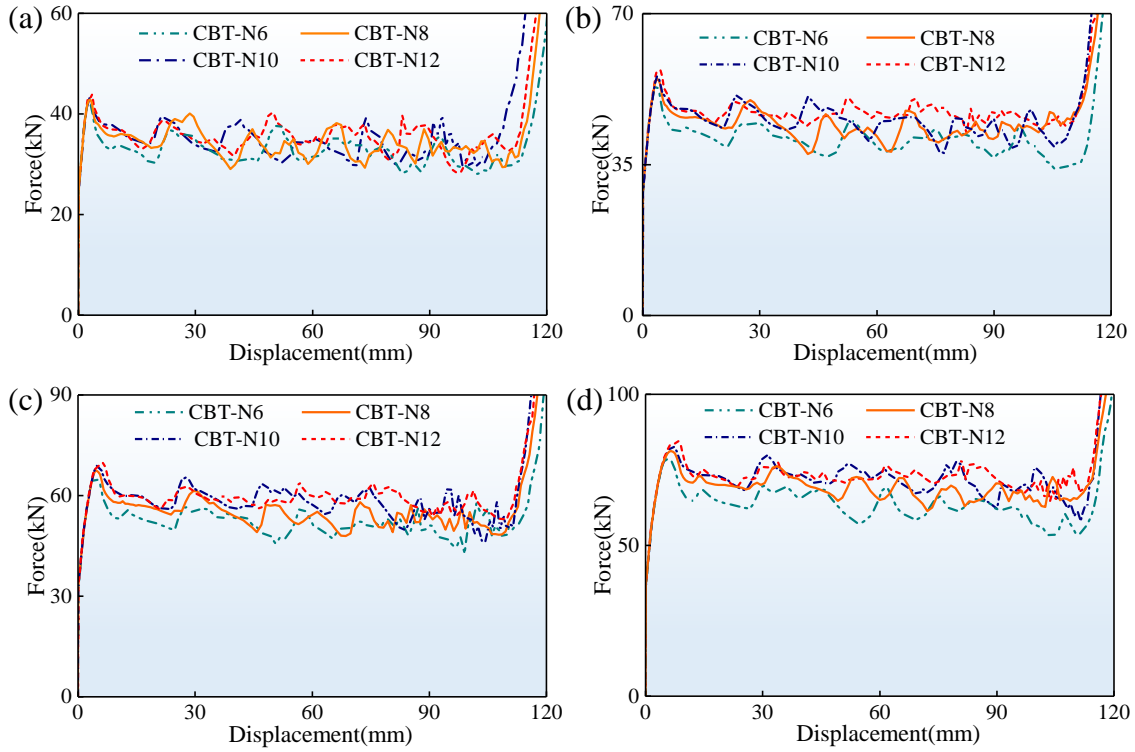 (a)
60
40
20
0
Force(kN)
CBT-N6 CBT-N8
CBT-N10 CBT-N12
0 30 60 90 120
Displacement(mm)
(b)
70
35
0
Force(kN)
CBT-N6 CBT-N8
CBT-N10 CBT-N12
0 30 60 90 120
Displacement(mm)
(c)
90
60
30
0
Force(kN)
CBT-N6 CBT-N8
CBT-N10 CBT-N12
0 30 60 90 120
Displacement(mm)
(d)
100
50
0
Force(kN)
CBT-N6 CBT-N8
CBT-N10 CBT-N12
0 30 60 90 120
Displacement(mm)